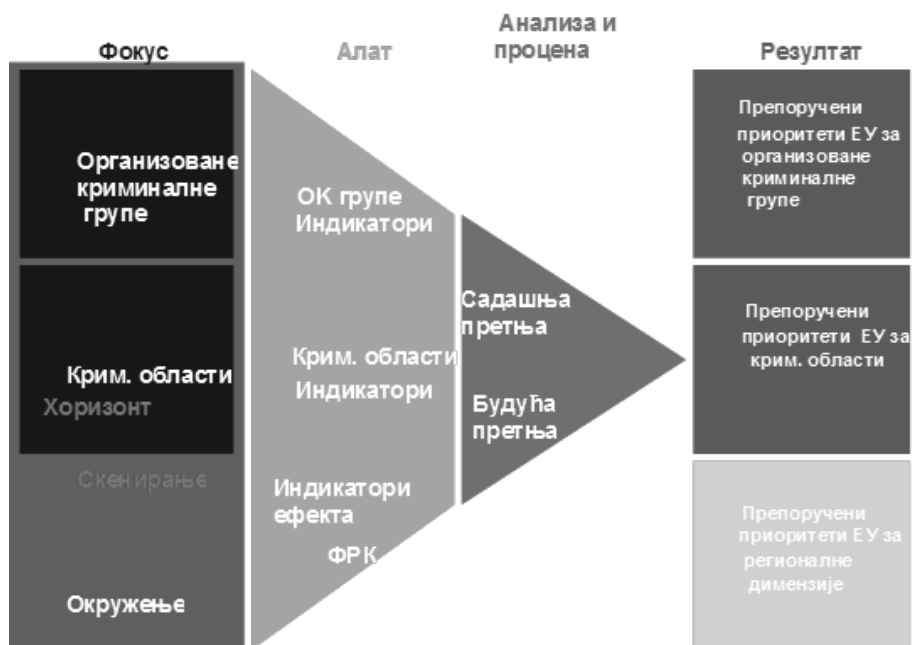 Фокус
Алат
Анализа и
процена
Резултат
Организоване
криминалне
групе
Крим. области
Хоризонт
Скенирање
Окружење
ОК групе
Индикатори
Крим. области
Индикатори
Индикатори
ефекта
ФРК
Садашња
претња
Будућа
претња
Препоручени
приоритети ЕУ за
организоване
криминалне
групе
Препоручени
приоритети ЕУ за
крим. области
Препоручени
приоритети ЕУ за
регионалне
димензије